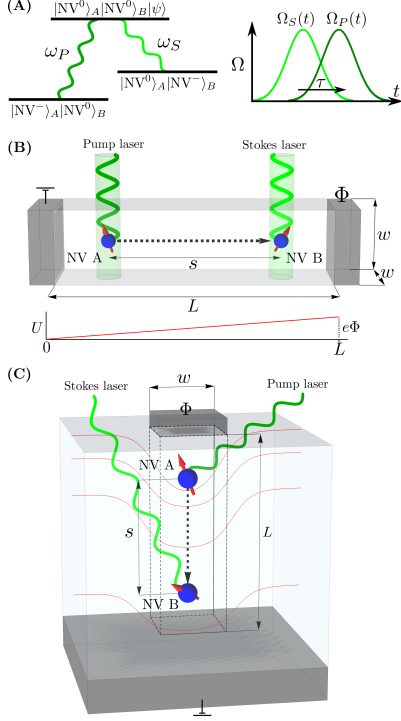 (A)
|NV⁰⟩_A|NV⁰⟩_B|ψ⟩
ω_P
ω_S
|NV⁰⟩_A|NV⁻⟩_B
|NV⁻⟩_A|NV⁰⟩_B
Ω_S(t) Ω_P(t)
Ω
τ
t
(B)
Pump laser
Stokes laser
Φ
NV A
NV B
s
w
w
L
U
0
L
eΦ
(C)
Stokes laser
w
Pump laser
Φ
NV A
s
L
NV B